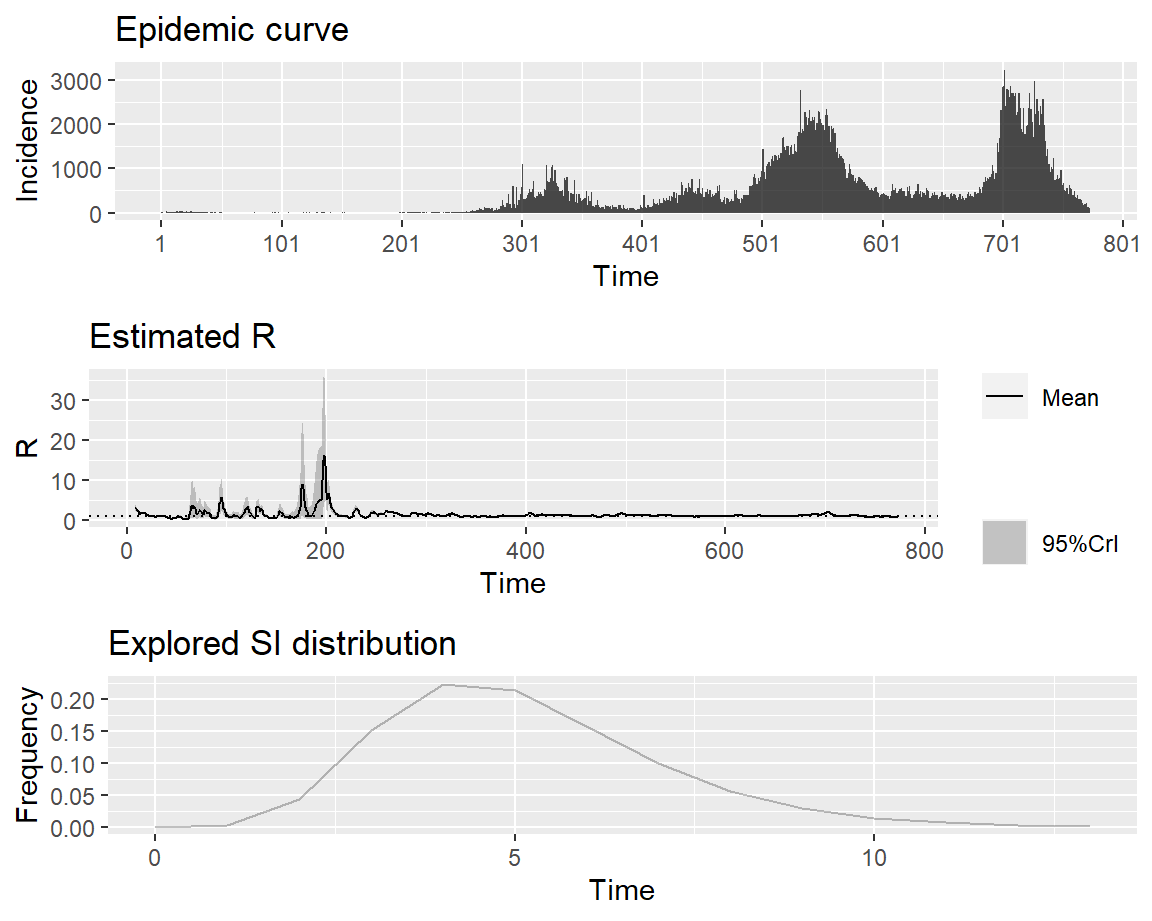 Epidemic curve
3000
2000
1000
0
Incidence
1 101 201 301 401 501 601 701 801
Time
Estimated R
30
20
10
0
R
0 200 400 600 800
Time
Mean
95%CrI
Explored SI distribution
0.20
0.15
0.10
0.05
0.00
Frequency
0 5 10
Time